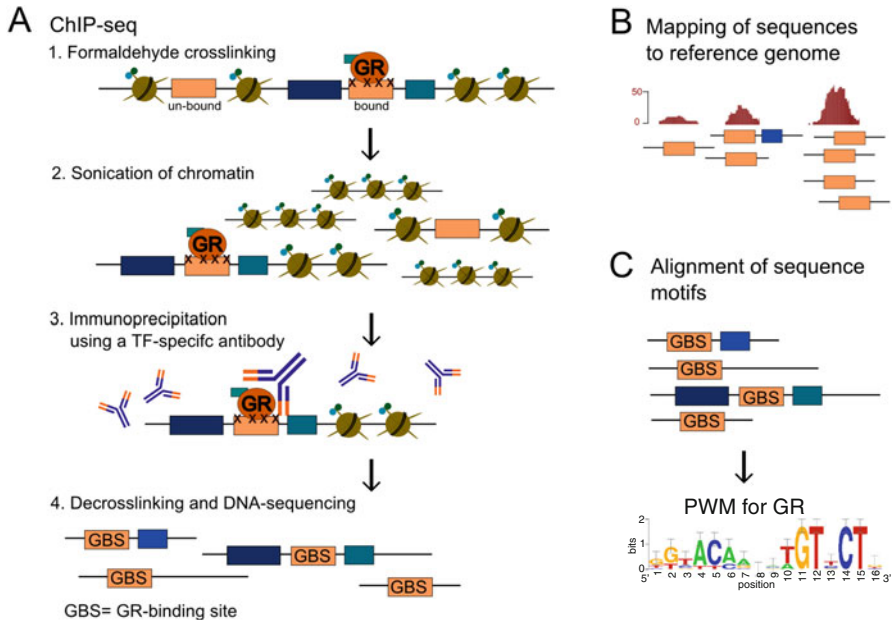 A
ChIP-seq
1. Formaldehyde crosslinking
GR
X X X X
un-bound
bound
2. Sonication of chromatin
GR
X X X X
3. Immunoprecipitation
using a TF-specifc antibody
GR
X X X X
4. Decrosslinking and DNA-sequencing
GBS
GBS
GBS
GBS
GBS= GR-binding site
B
Mapping of sequences
to reference genome
50
0
C
Alignment of sequence
motifs
GBS
GBS
GBS
GBS
PWM for GR
2
1
0
bits
ACA
TGT CT
5' 1 2 3 4 5 6 7 8 9 10 11 12 13 14 15 16 3'
position